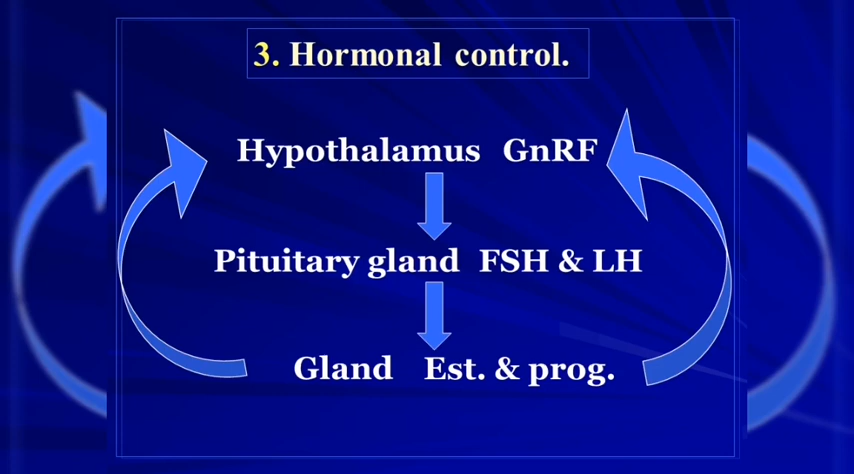 3. Hormonal control.
Hypothalamus GnRF
Pituitary gland FSH & LH
Gland Est. & prog.